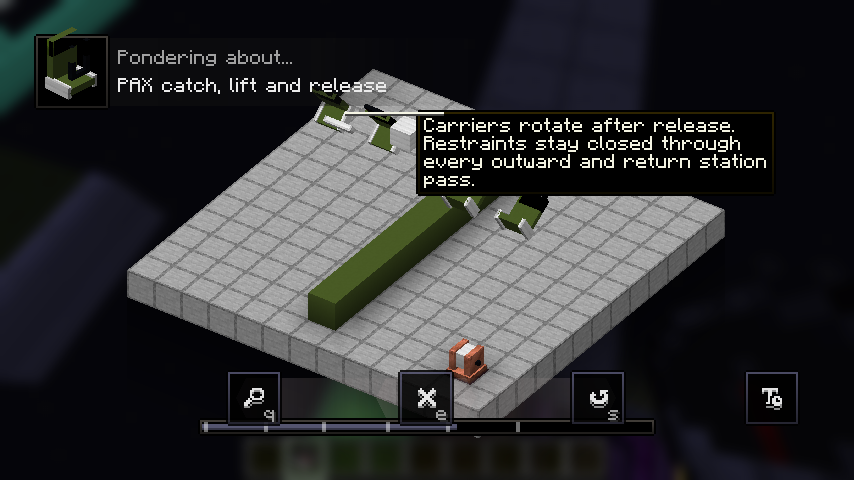 Pondering about...
PAX catch, lift and release
Carriers rotate after release.
Restraints stay closed through
every outward and return station
pass.
q
e
s
T